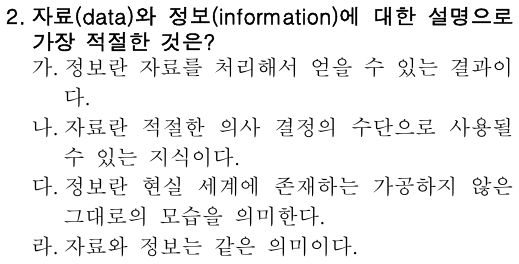 2. 자료(data)와 정보(information)에 대한 설명으로
가장 적절한 것은?
가. 정보란 자료를 처리해서 얻을 수 있는 결과이
다.
나. 자료란 적절한 의사 결정의 수단으로 사용될
수 있는 지식이다.
다. 정보란 현실 세계에 존재하는 가공하지 않은
그대로의 모습을 의미한다.
라. 자료와 정보는 같은 의미이다.